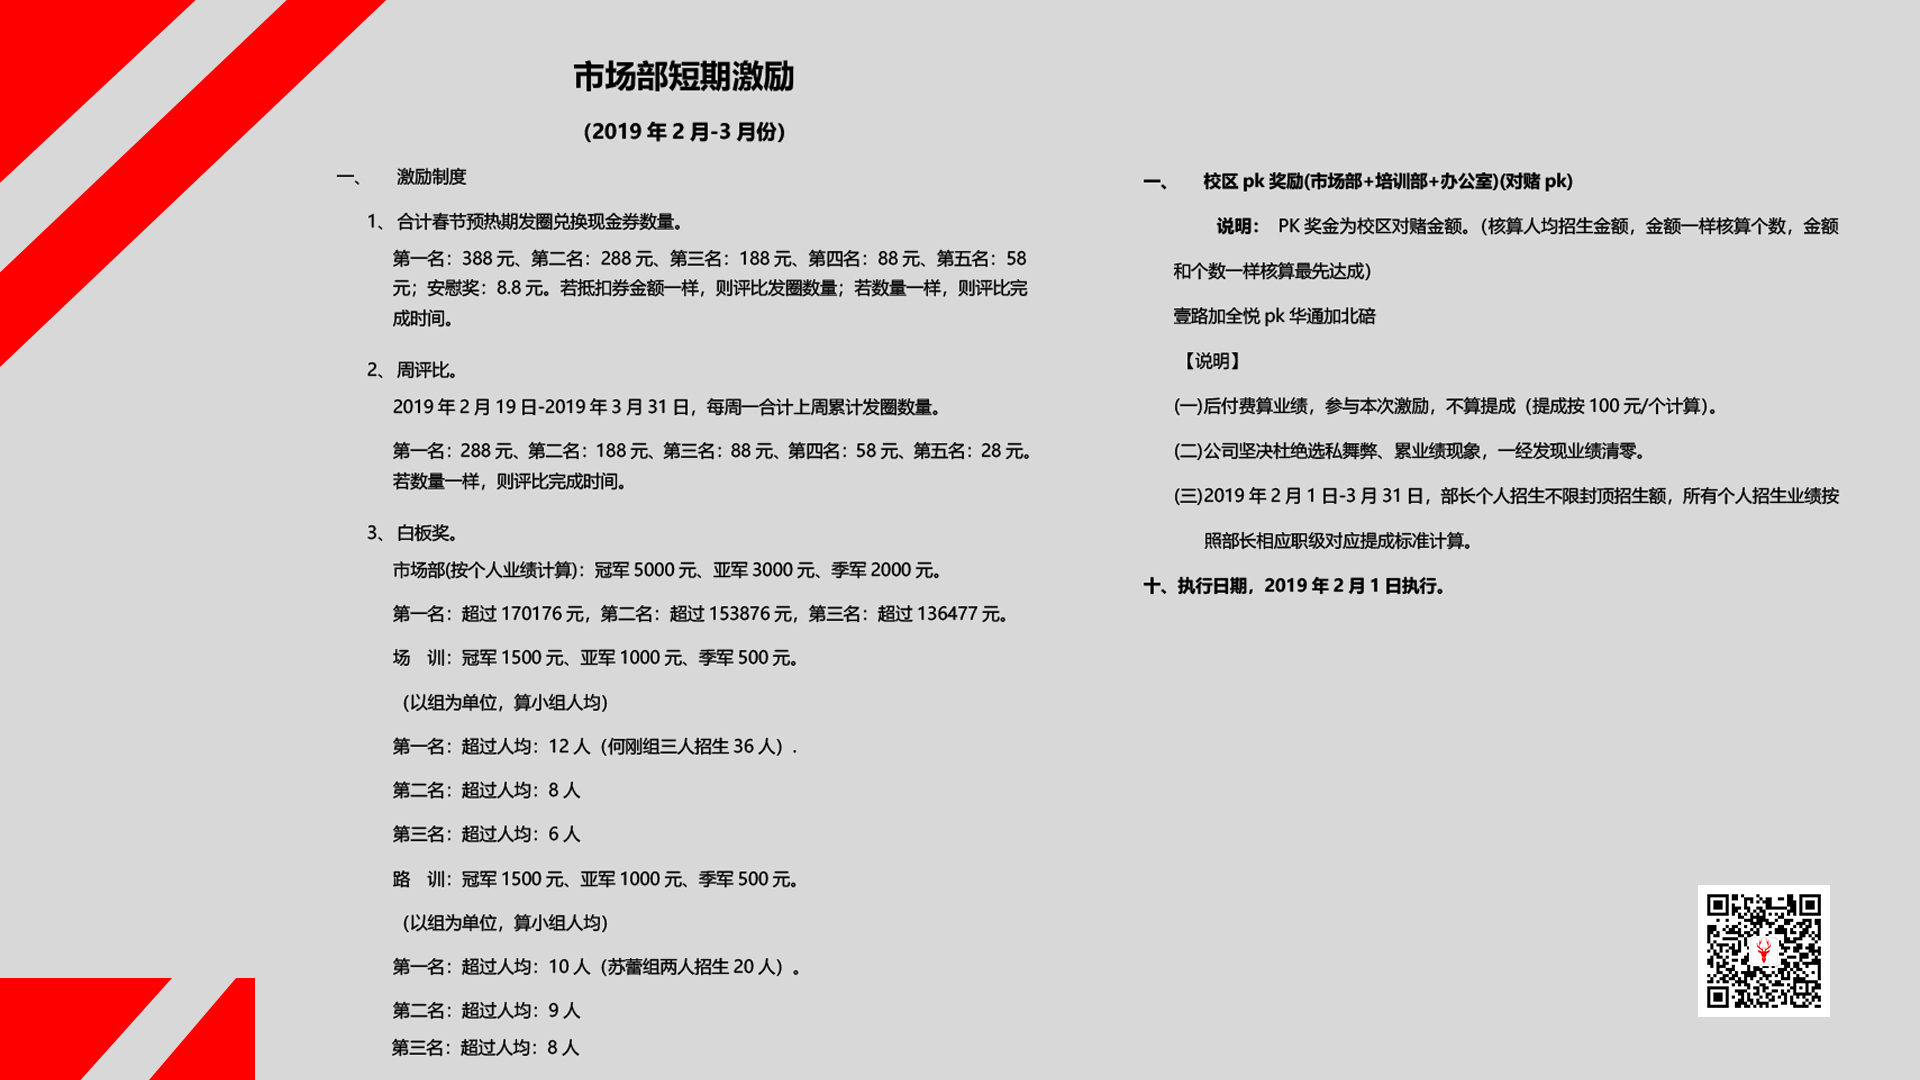 市场部短期激励
（2019 年 2 月-3 月份）
一、 激励制度
1、 合计春节预热期发圈兑换现金券数量。
第一名：388 元、第二名：288 元、第三名：188 元、第四名：88 元、第五名：58
元；安慰奖：8.8 元。若抵扣券金额一样，则评比发圈数量；若数量一样，则评比完
成时间。
2、 周评比。
2019 年 2 月 19 日-2019 年 3 月 31 日，每周一合计上周累计发圈数量。
第一名：288 元、第二名：188 元、第三名：88 元、第四名：58 元、第五名：28 元。
若数量一样，则评比完成时间。
3、 白板奖。
市场部(按个人业绩计算)：冠军 5000 元、亚军 3000 元、季军 2000 元。
第一名：超过 170176 元，第二名：超过 153876 元，第三名：超过 136477 元。
场 训：冠军 1500 元、亚军 1000 元、季军 500 元。
（以组为单位，算小组人均）
第一名：超过人均：12 人（何刚组三人招生 36 人）.
第二名：超过人均：8 人
第三名：超过人均：6 人
路 训：冠军 1500 元、亚军 1000 元、季军 500 元。
（以组为单位，算小组人均）
第一名：超过人均：10 人（苏蕾组两人招生 20 人）。
第二名：超过人均：9 人
第三名：超过人均：8 人
一、 校区 pk 奖励(市场部+培训部+办公室)(对赌 pk)
说明： PK 奖金为校区对赌金额。（核算人均招生金额，金额一样核算个数，金额
和个数一样核算最先达成）
壹路加全悦 pk 华通加北碚
【说明】
(一)后付费算业绩，参与本次激励，不算提成（提成按 100 元/个计算）。
(二)公司坚决杜绝选私舞弊、累业绩现象，一经发现业绩清零。
(三)2019 年 2 月 1 日-3 月 31 日，部长个人招生不限封顶招生额，所有个人招生业绩按
照部长相应职级对应提成标准计算。
十、执行日期，2019 年 2 月 1 日执行。